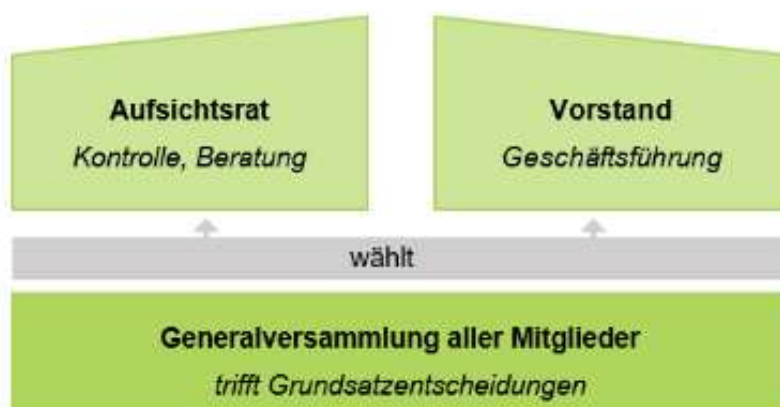 Aufsichtsrat
Kontrolle, Beratung
Vorstand
Geschäftsführung
wählt
Generalversammlung aller Mitglieder
trifft Grundsatzentscheidungen